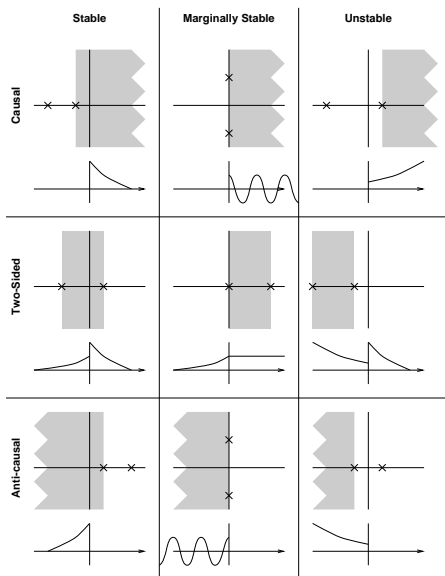 Stable
Marginally Stable
Unstable
Causal
Two-Sided
Anti-causal